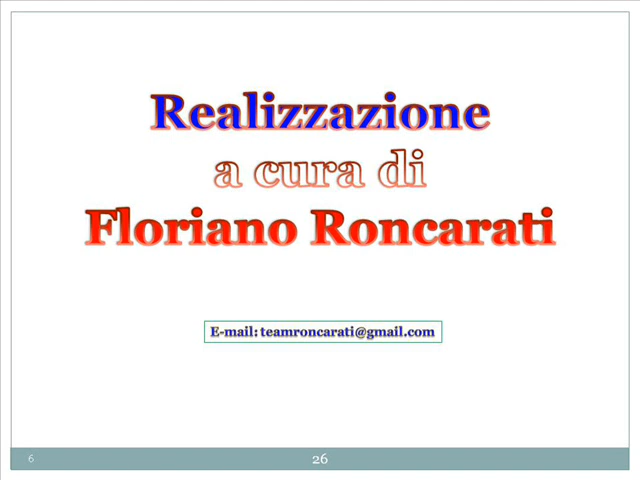 Realizzazione
a cura di
Floriano Roncarati
E-mail: teamroncarati@gmail.com
6
26